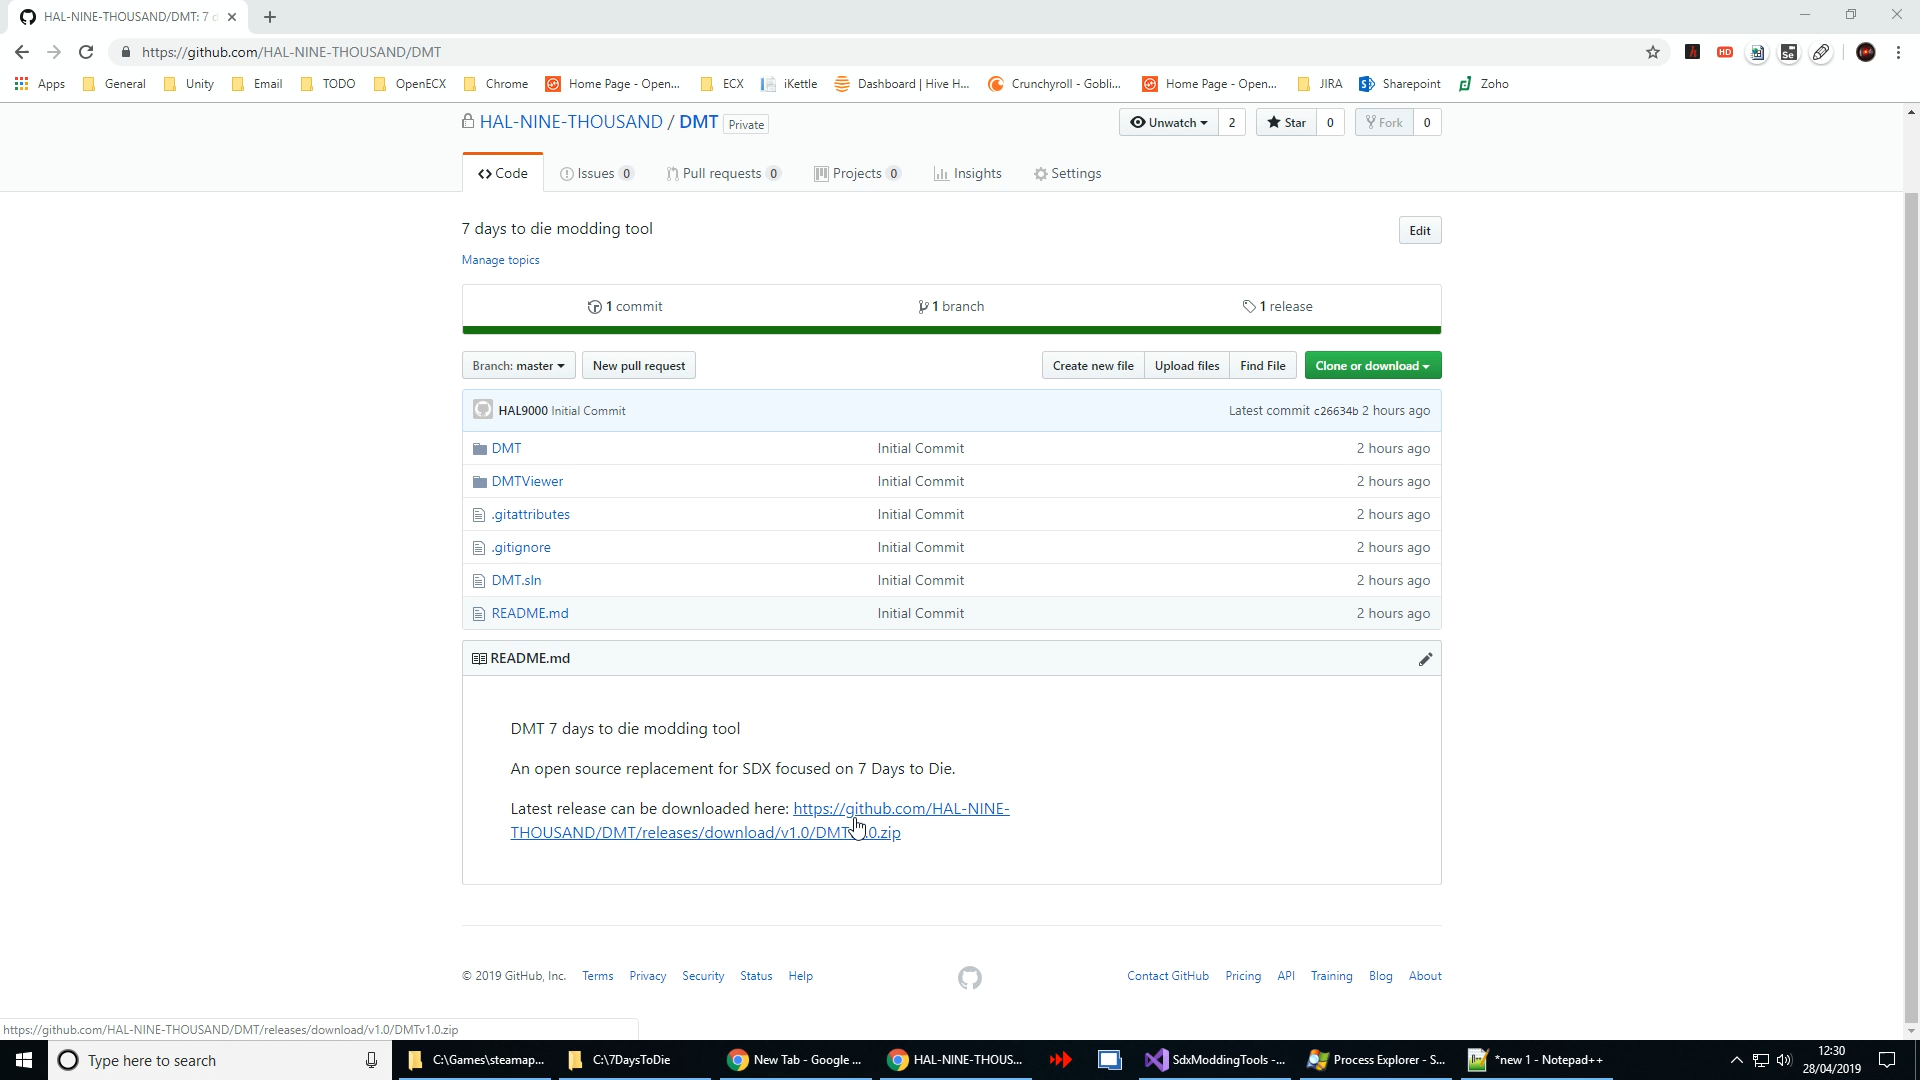 HAL-NINE-THOUSAND/DMT: 7 d
https://github.com/HAL-NINE-THOUSAND/DMT
HD
Se
Apps General Unity Email TODO OpenECX Chrome Home Page - Open... ECX iKettle Dashboard | Hive H... Crunchyroll - Gobli... Home Page - Open... JIRA Sharepoint Zoho
HAL-NINE-THOUSAND / DMT Private
Unwatch 2 Star 0 Fork 0
Code Issues 0 Pull requests 0 Projects 0 Insights Settings
7 days to die modding tool
Edit
Manage topics
1 commit 1 branch 1 release
Branch: master New pull request Create new file Upload files Find File Clone or download
HAL9000 Initial Commit Latest commit c26634b 2 hours ago
DMT Initial Commit 2 hours ago
DMTViewer Initial Commit 2 hours ago
.gitattributes Initial Commit 2 hours ago
.gitignore Initial Commit 2 hours ago
DMT.sln Initial Commit 2 hours ago
README.md Initial Commit 2 hours ago
README.md
DMT 7 days to die modding tool
An open source replacement for SDX focused on 7 Days to Die.
Latest release can be downloaded here: https://github.com/HAL-NINE-
THOUSAND/DMT/releases/download/v1.0/DMTv1.0.zip
© 2019 GitHub, Inc. Terms Privacy Security Status Help Contact GitHub Pricing API Training Blog About
https://github.com/HAL-NINE-THOUSAND/DMT/releases/download/v1.0/DMTv1.0.zip
Type here to search C:\Games\steamap... C:\7DaysToDie New Tab - Google ... HAL-NINE-THOUS... SdxModdingTools -... Process Explorer - S... *new 1 - Notepad++ 12:30
28/04/2019